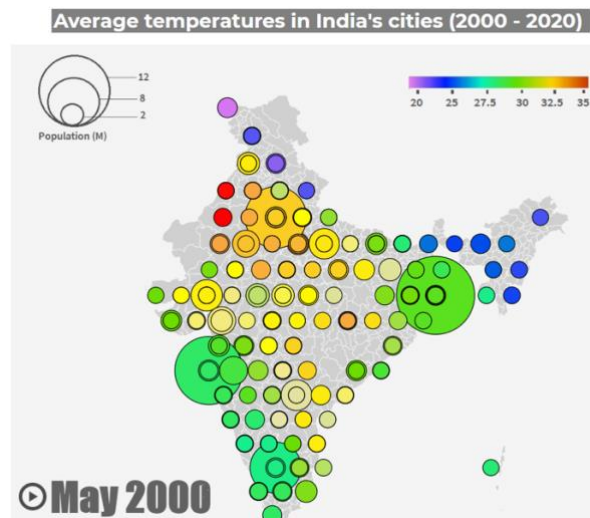 Average temperatures in India's cities (2000 - 2020)
12
8
2
Population (M)
20 25 27.5 30 32.5 35
May 2000